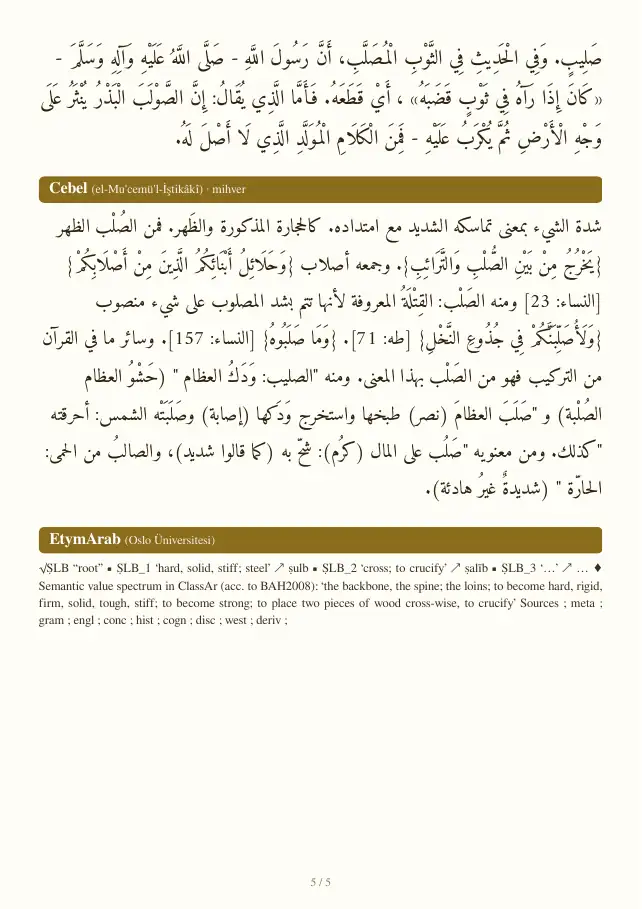 صَلِيبٍ. وَفِي الْحَدِيثِ فِي الثَّوْبِ الْمُصَلَّبِ، أَنَّ رَسُولَ اللَّهِ - صَلَّى اللَّهُ عَلَيْهِ وَآلِهِ وَسَلَّمَ -
«كَانَ إِذَا رَآهُ فِي ثَوْبٍ قَضَبَهُ» ، أَيْ قَطَعَهُ. فَأَمَّا الَّذِي يُقَالُ: إِنَّ الصَّوْلَبَ الْبَذْرُ يُنْثَرُ عَلَى
وَجْهِ الْأَرْضِ ثُمَّ يُكْرَبُ عَلَيْهِ - فَمِنَ الْكَلَامِ الْمُوَلَّدِ الَّذِي لَا أَصْلَ لَهُ.
Cebel (el-Mu'cemü'l-İştikâkî) · mihver
شدة الشيء بمعنى تماسكه الشديد مع امتداده. كالحجارة المذكورة والظَهر. فمن الصُلْب الظهر
{يَخْرُجُ مِنْ بَيْنِ الصُّلْبِ وَالتَّرَائِبِ}. وجمعه أصلاب {وَحَلَائِلُ أَبْنَائِكُمُ الَّذِينَ مِنْ أَصْلَابِكُمْ}
[النساء: 23] ومنه الصَلْب: القِتْلَةُ المعروفة لأنها تتم بشد المصلوب على شيء منصوب
{وَلَأُصَلِّبَنَّكُمْ فِي جُذُوعِ النَّخْلِ} [طه: 71]. {وَمَا صَلَبُوهُ} [النساء: 157]. وسائر ما في القرآن
من التركيب فهو من الصَلْب بهذا المعنى. ومنه "الصليب: وَدَكُ العظام " (حَشْوُ العظام
الصُلْبة) و "صَلَبَ العظامَ (نصر) طبخها واستخرج وَدَكها (إصابة) وصَلَبَتْه الشمس: أحرقته
"كذلك. ومن معنويه "صَلُب على المال (كرُم): شحّ به (كما قالوا شديد)، والصالبُ من الحمى:
الحارّة " (شديدةٌ غيرُ هادئة).
EtymArab (Oslo Üniversitesi)
√ṢLB “root” ▪ ṢLB_1 ‘hard, solid, stiff; steel’ ↗ ṣulb ▪ ṢLB_2 ‘cross; to crucify’ ↗ ṣalīb ▪ ṢLB_3 ‘…’ ↗ … ♦
Semantic value spectrum in ClassAr (acc. to BAH2008): ‘the backbone, the spine; the loins; to become hard, rigid,
firm, solid, tough, stiff; to become strong; to place two pieces of wood cross-wise, to crucify’ Sources ; meta ;
gram ; engl ; conc ; hist ; cogn ; disc ; west ; deriv ;
5 / 5